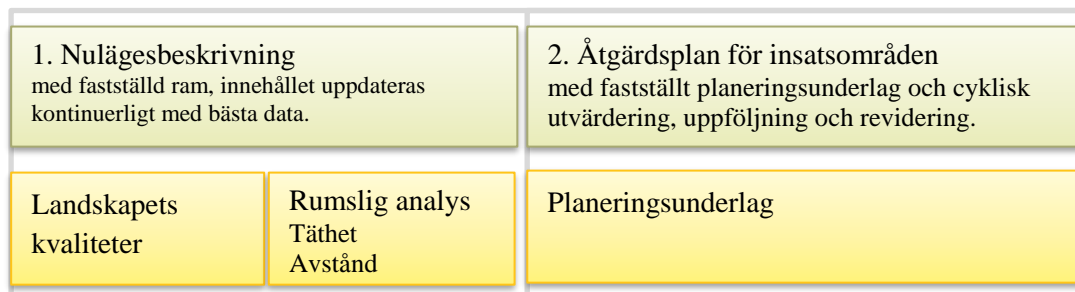 1. Nulägesbeskrivning
med fastställd ram, innehållet uppdateras
kontinuerligt med bästa data.
2. Åtgärdsplan för insatsområden
med fastställt planeringsunderlag och cyklisk
utvärdering, uppföljning och revidering.
Landskapets
kvaliteter
Rumslig analys
Täthet
Avstånd
Planeringsunderlag